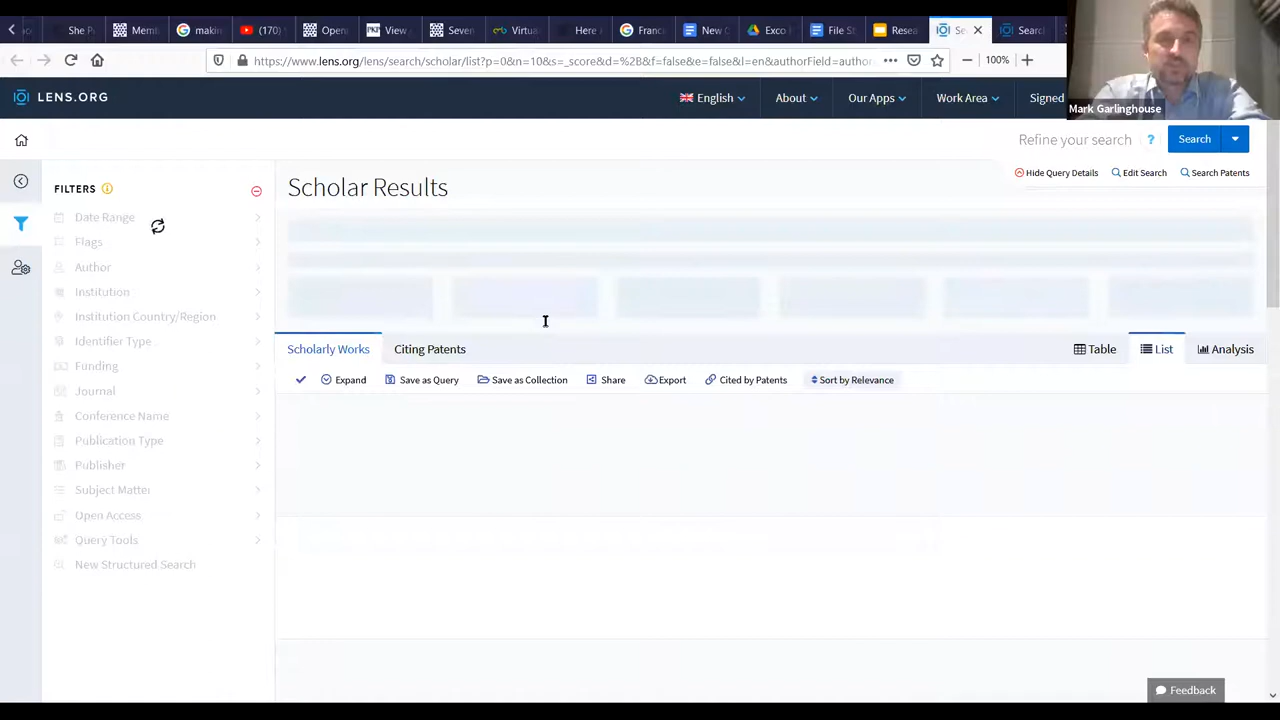 She P
Memb
makin
(170)
Open
View
Seven
Virtua
Here
Franc
New D
Exco
File S
Resea
Se
Searc
https://www.lens.org/lens/search/scholar/list?p=0&n=10&s=_score&d=%2B&f=false&e=false&l=en&authorField=author
100%
Mark Garlinghouse
LENS.ORG
English
About
Our Apps
Work Area
Signed
Refine your search
?
Search
Hide Query Details
Edit Search
Search Patents
FILTERS
Scholar Results
Date Range
Flags
Author
Institution
Institution Country/Region
Identifier Type
Funding
Journal
Conference Name
Publication Type
Publisher
Subject Matter
Open Access
Query Tools
New Structured Search
Scholarly Works
Citing Patents
Table
List
Analysis
Expand
Save as Query
Save as Collection
Share
Export
Cited by Patents
Sort by Relevance
Feedback